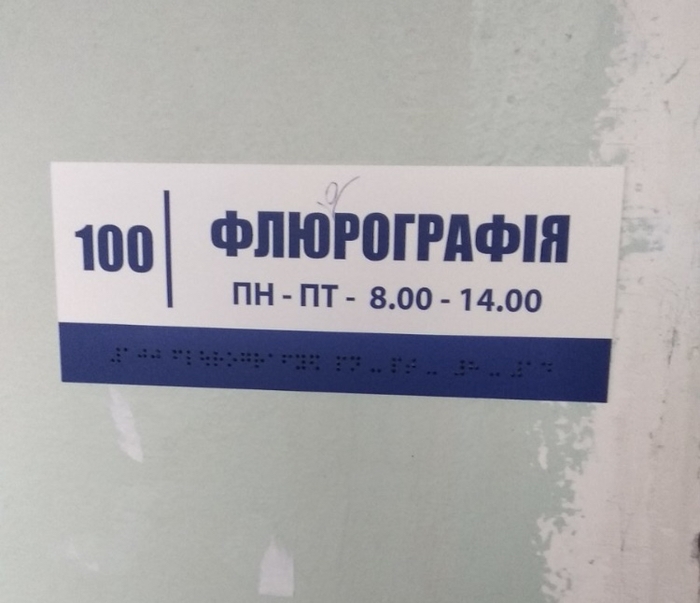 100
ФЛЮРОГРАФІЯ
ПН - ПТ - 8.00 - 14.00